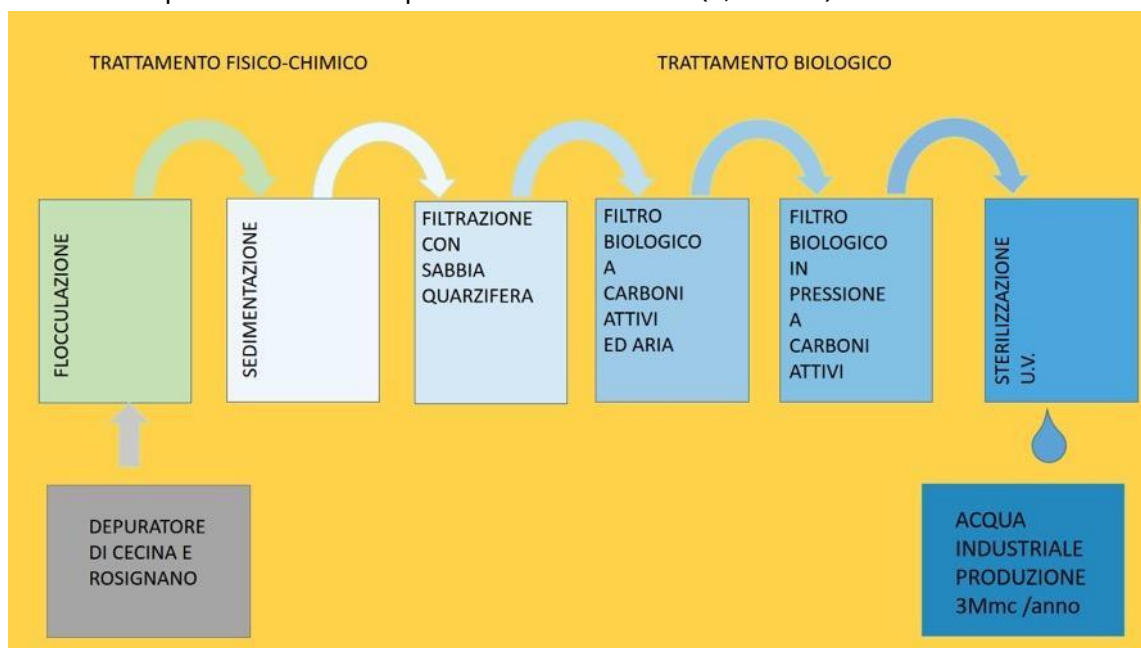 TRATTAMENTO FISICO-CHIMICO
TRATTAMENTO BIOLOGICO
FLOCCULAZIONE
SEDIMENTAZIONE
FILTRAZIONE
CON
SABBIA
QUARZIFERA
FILTRO
BIOLOGICO
A
CARBONI
ATTIVI
ED ARIA
FILTRO
BIOLOGICO
IN
PRESSIONE
A
CARBONI
ATTIVI
STERILIZZAZIONE
U.V.
DEPURATORE
DI CECINA E
ROSIGNANO
ACQUA
INDUSTRIALE
PRODUZIONE
3Mmc /anno